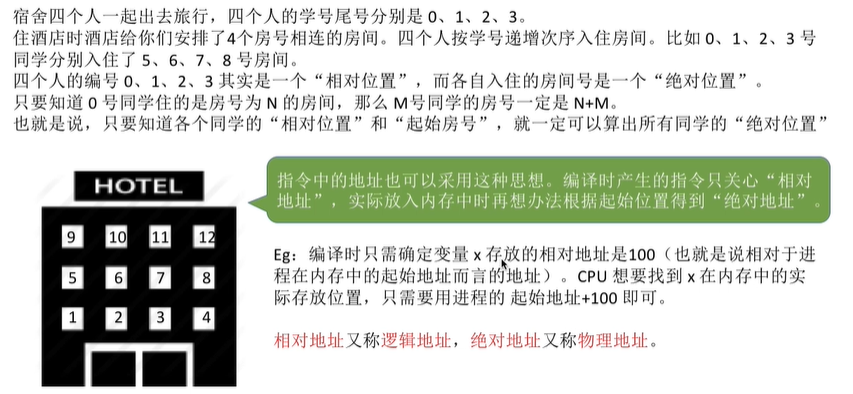 宿舍四个人一起出去旅行，四个人的学号尾号分别是 0、1、2、3。
住酒店时酒店给你们安排了4个房号相连的房间。四个人按学号递增次序入住房间。比如 0、1、2、3 号
同学分别入住了 5、6、7、8 号房间。
四个人的编号 0、1、2、3 其实是一个“相对位置”，而各自入住的房间号是一个“绝对位置”。
只要知道 0 号同学住的是房号为 N 的房间，那么 M号同学的房号一定是 N+M。
也就是说，只要知道各个同学的“相对位置”和“起始房号”，就一定可以算出所有同学的“绝对位置”
HOTEL
9 10 11 12
5 6 7 8
1 2 3 4
指令中的地址也可以采用这种思想。编译时产生的指令只关心“相对
地址”，实际放入内存中时再想办法根据起始位置得到“绝对地址”。
Eg：编译时只需确定变量 x 存放的相对地址是100（也就是说相对于进
程在内存中的起始地址而言的地址）。CPU 想要找到 x 在内存中的实
际存放位置，只需要用进程的 起始地址+100 即可。
相对地址又称逻辑地址，绝对地址又称物理地址。